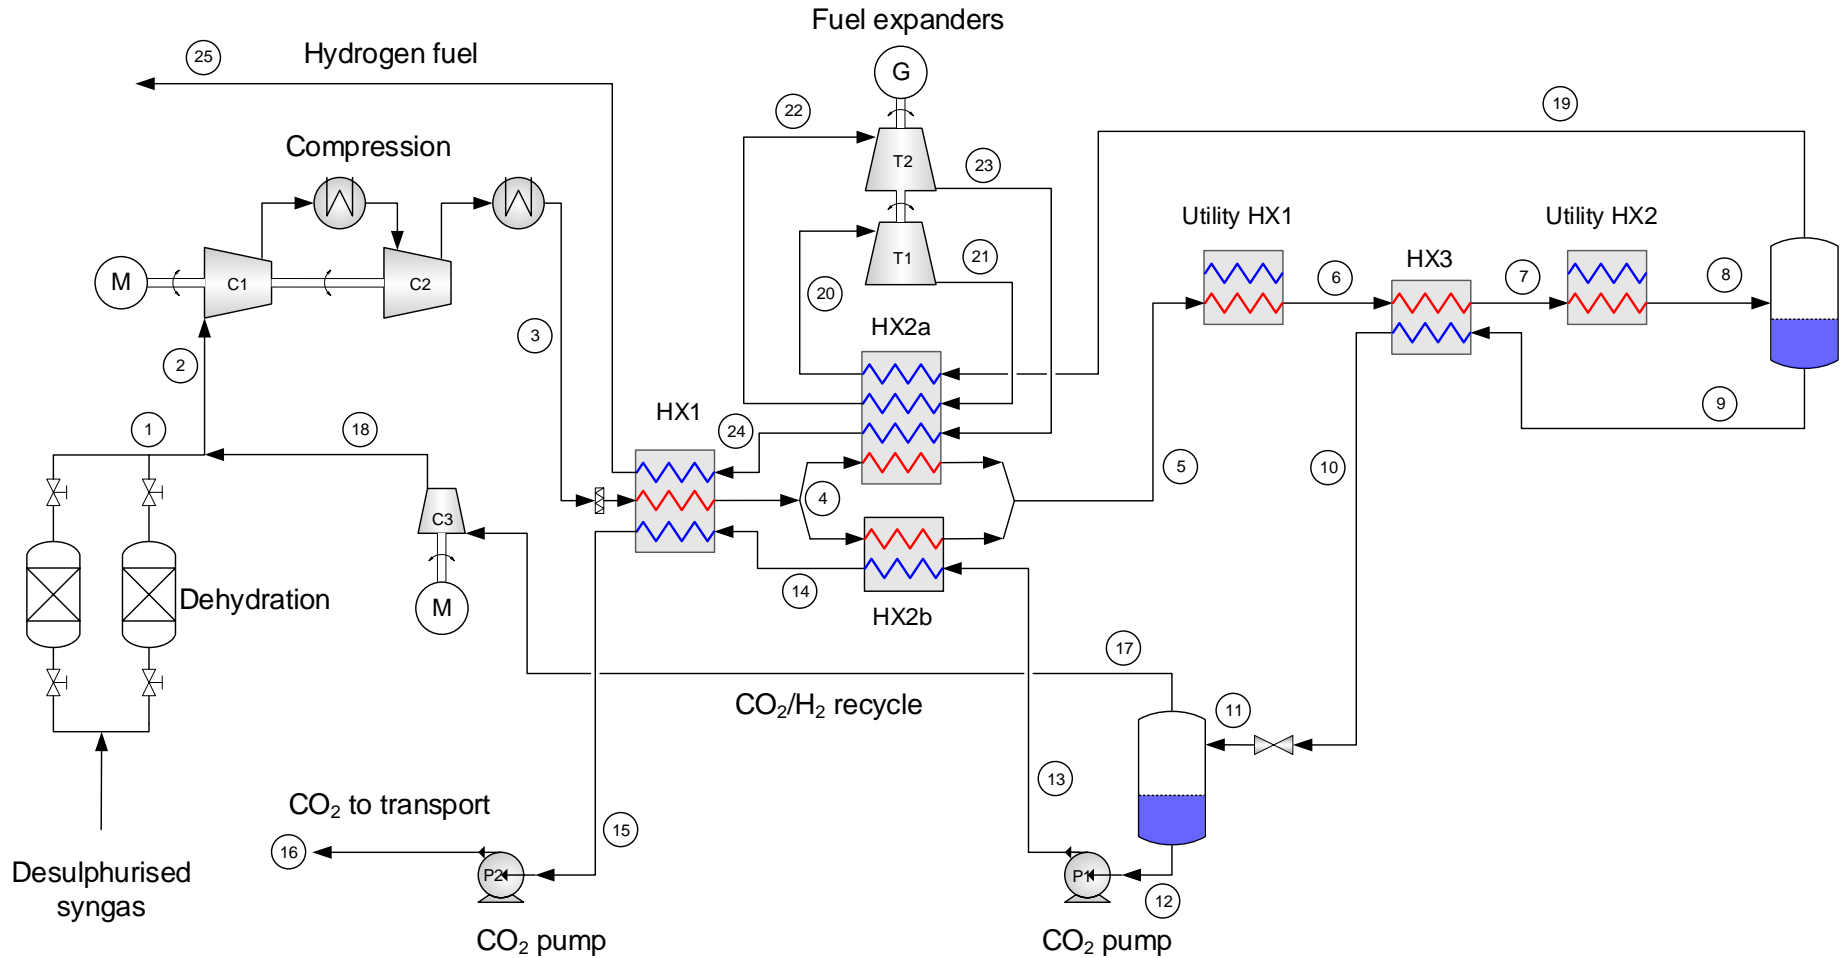 Fuel expanders
25
Hydrogen fuel
G
22
19
Compression
T2
23
Utility HX1
Utility HX2
T1
21
HX3
6
7
8
M
C1
C2
20
3
HX2a
2
HX1
9
1
18
24
5
10
4
C3
Dehydration
14
M
HX2b
17
CO₂/H₂ recycle
11
13
CO₂ to transport
15
16
Desulphurised
syngas
P2
P1
12
CO₂ pump
CO₂ pump